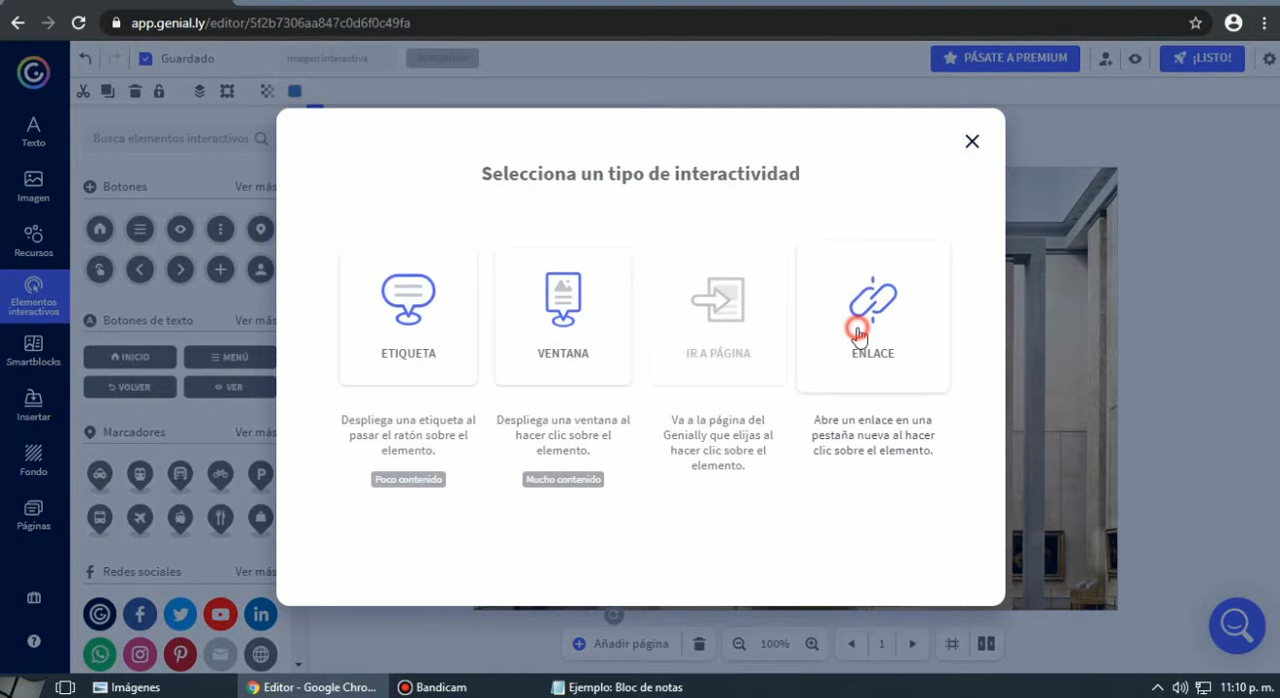 app.genial.ly/editor/5f2b7306aa847c0d6f0c49fa
Guardado
Imagen interactiva
PÁSATE A PREMIUM
¡LISTO!
Texto
Imagen
Recursos
Elementos
interactivos
Smartblocks
Insertar
Fondo
Páginas
Busca elementos interactivos
Botones
Ver más
Botones de texto
Ver más
INICIO
MENÚ
VOLVER
VER
Marcadores
Ver más
P
Redes sociales
Ver más
Selecciona un tipo de interactividad
ETIQUETA
VENTANA
IR A PÁGINA
ENLACE
Despliega una etiqueta al
pasar el ratón sobre el
elemento.
Poco contenido
Despliega una ventana al
hacer clic sobre el
elemento.
Mucho contenido
Va a la página del
Genially que elijas al
hacer clic sobre el
elemento.
Abre un enlace en una
pestaña nueva al hacer
clic sobre el elemento.
Añadir página
100%
1
Imágenes
Editor - Google Chro...
Bandicam
Ejemplo: Bloc de notas
11:10 p. m.